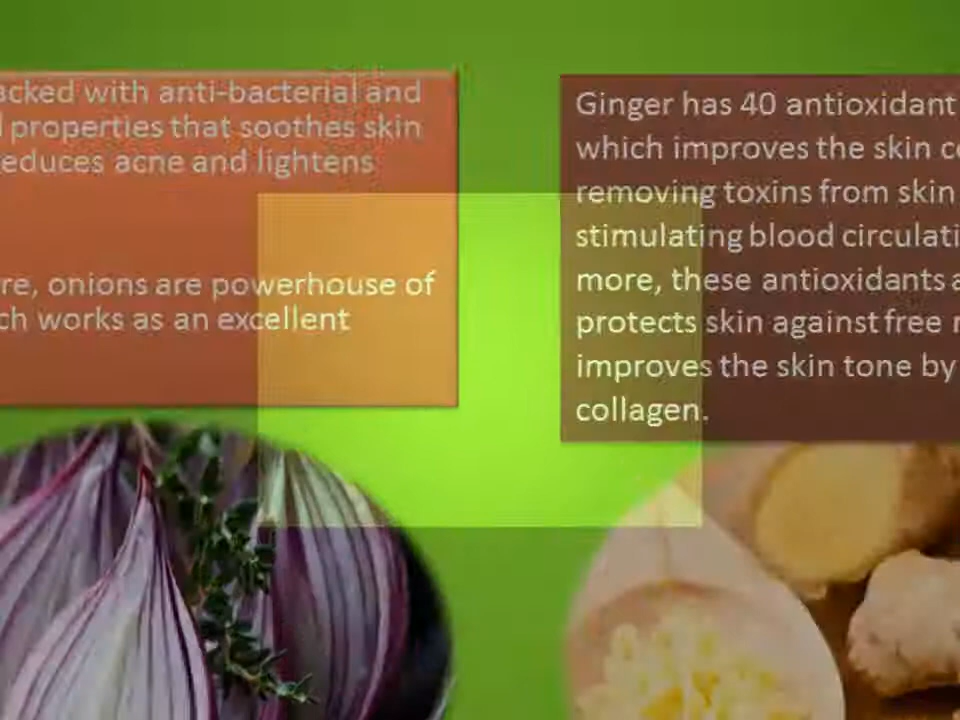 acked with anti-bacterial and
properties that soothes skin
educes acne and lightens
re, onions are powerhouse of
ch works as an excellent
Ginger has 40 antioxidant
which improves the skin
removing toxins from skin
stimulating blood circulati
more, these antioxidants a
protects skin against free
improves the skin tone by
collagen.